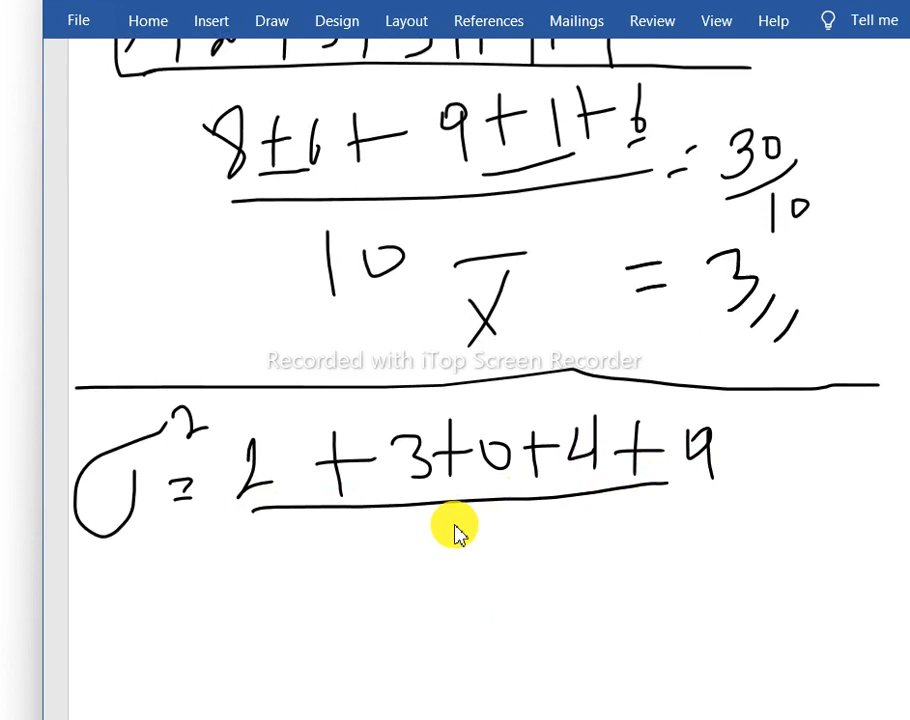 File Home Insert Draw Design Layout References Mailings Review View Help Tell me
8+6+9+1+6 = 30
10 10
x̄ = 3,,
Recorded with iTop Screen Recorder
σ² = 2 + 3+0+4+9